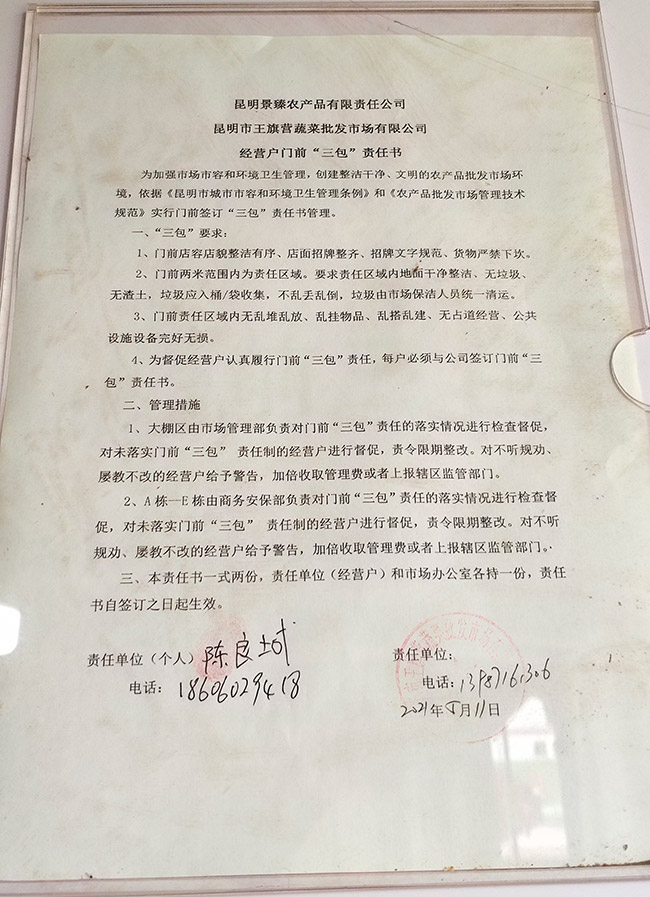 昆明景臻农产品有限责任公司
昆明市王旗营蔬菜批发市场有限公司
经营户门前“三包”责任书
为加强市场市容和环境卫生管理，创建整洁干净、文明的农产品批发市场环
境，依据《昆明市城市市容和环境卫生管理条例》和《农产品批发市场管理技术
规范》实行门前签订“三包”责任书管理。
一、“三包”要求：
1、门前店容店貌整洁有序、店面招牌整齐、招牌文字规范、货物严禁下坎。
2、门前两米范围内为责任区域。要求责任区域内地面干净整洁、无垃圾、
无渣土，垃圾应入桶/袋收集，不乱丢乱倒，垃圾由市场保洁人员统一清运。
3、门前责任区域内无乱堆乱放、乱挂物品、乱搭乱建、无占道经营、公共
设施设备完好无损。
4、为督促经营户认真履行门前“三包”责任，每户必须与公司签订门前“三
包”责任书。
二、管理措施
1、大棚区由市场管理部负责对门前“三包”责任的落实情况进行检查督促，
对未落实门前“三包” 责任制的经营户进行督促，责令限期整改。对不听规劝、
屡教不改的经营户给予警告，加倍收取管理费或者上报辖区监管部门。
2、A 栋—E 栋由商务安保部负责对门前“三包”责任的落实情况进行检查督
促，对未落实门前“三包” 责任制的经营户进行督促，责令限期整改。对不听
规劝、屡教不改的经营户给予警告，加倍收取管理费或者上报辖区监管部门。
三、本责任书一式两份，责任单位（经营户）和市场办公室各持一份，责任
书自签订之日起生效。
责任单位（个人）陈良城
责任单位：
电话：18606029418
电话：
2021年5月11日